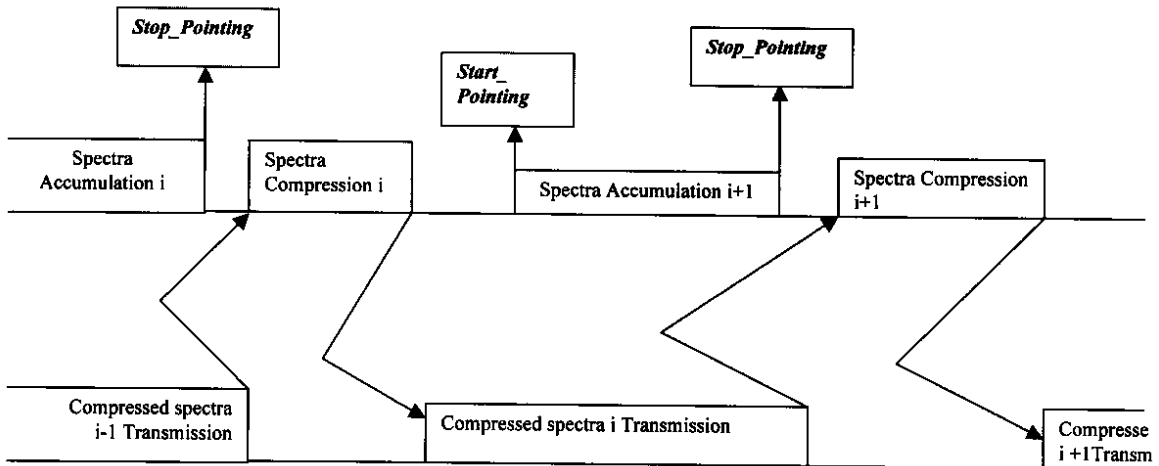 Stop_Pointing
Start_
Pointing
Stop_Pointing
Spectra
Accumulation i
Spectra
Compression i
Spectra Accumulation i+1
Spectra Compression
i+1
Compressed spectra
i-1 Transmission
Compressed spectra i Transmission
Compresse
i +1Transm